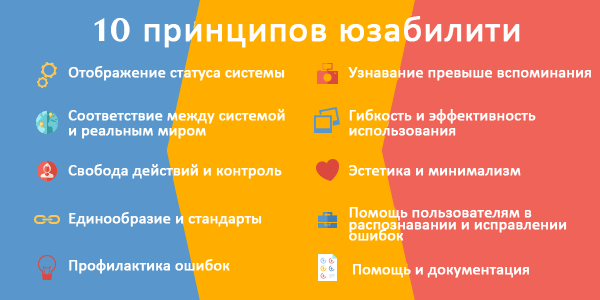 10 принципов юзабилити
Отображение статуса системы
Соответствие между системой
и реальным миром
Свобода действий и контроль
Единообразие и стандарты
Профилактика ошибок
Узнавание превыше вспоминания
Гибкость и эффективность
использования
Эстетика и минимализм
Помощь пользователям в
распознавании и исправлении
ошибок
Помощь и документация